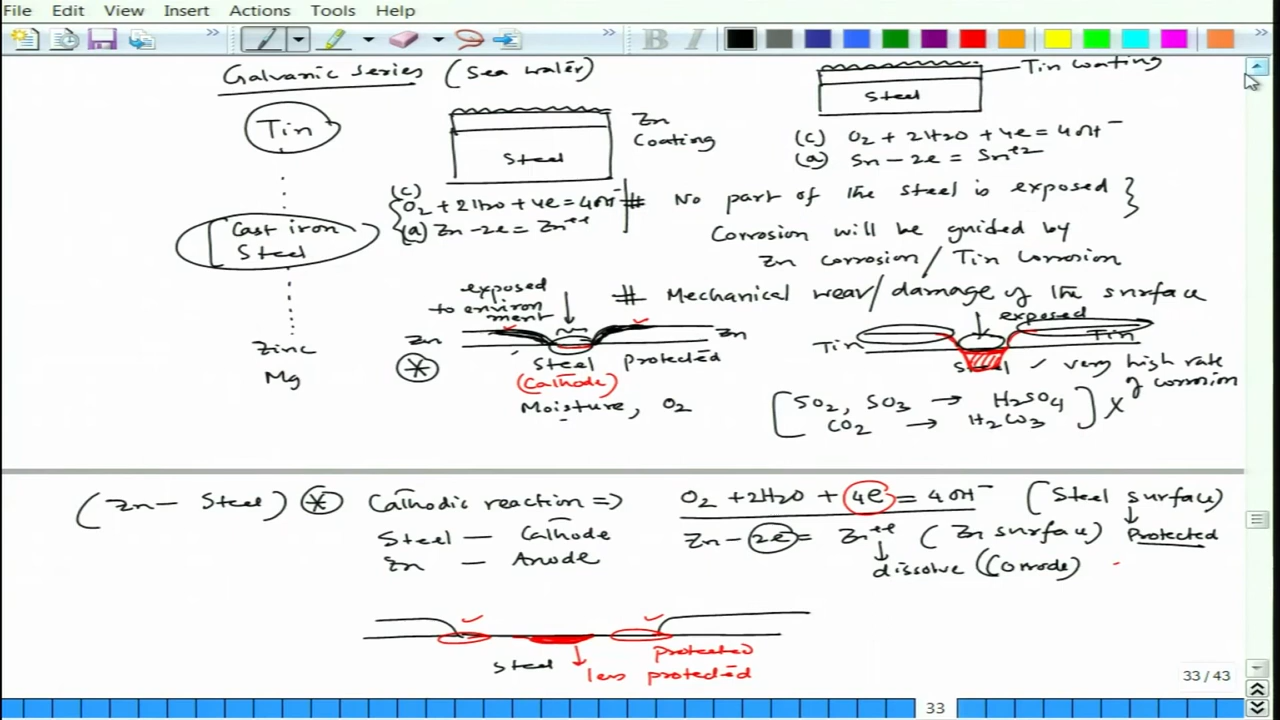 File Edit View Insert Actions Tools Help
Galvanic series (Sea water)
Tin
Cast iron
Steel
Zinc
Mg
Steel
Zn
Coating
(c)
O2 + 2H2O + 4e = 4OH-
(a) Zn - 2e = Zn++
Tin Coating
Steel
(c) O2 + 2H2O + 4e = 4OH-
(a) Sn - 2e = Sn+2
# No part of the steel is exposed }
Corrosion will be guided by
Zn corrosion / Tin Corrosion
# Mechanical wear/damage of the surface
exposed
to environ
ment
Zn
Zn
Steel protected
(Cathode)
Moisture, O2
exposed
Tin
Tin
Steel ✓ very high rate
of corrosion
[SO2, SO3 → H2SO4
CO2 → H2CO3] X
(Zn - Steel) * Cathodic reaction => O2 + 2H2O + 4e = 4OH- (Steel surface)
Steel - Cathode
Zn - Anode
Zn - 2e = Zn++ (Zn surface) Protected
dissolve (Corrode)
Steel
protected
less protected
33 / 43
33